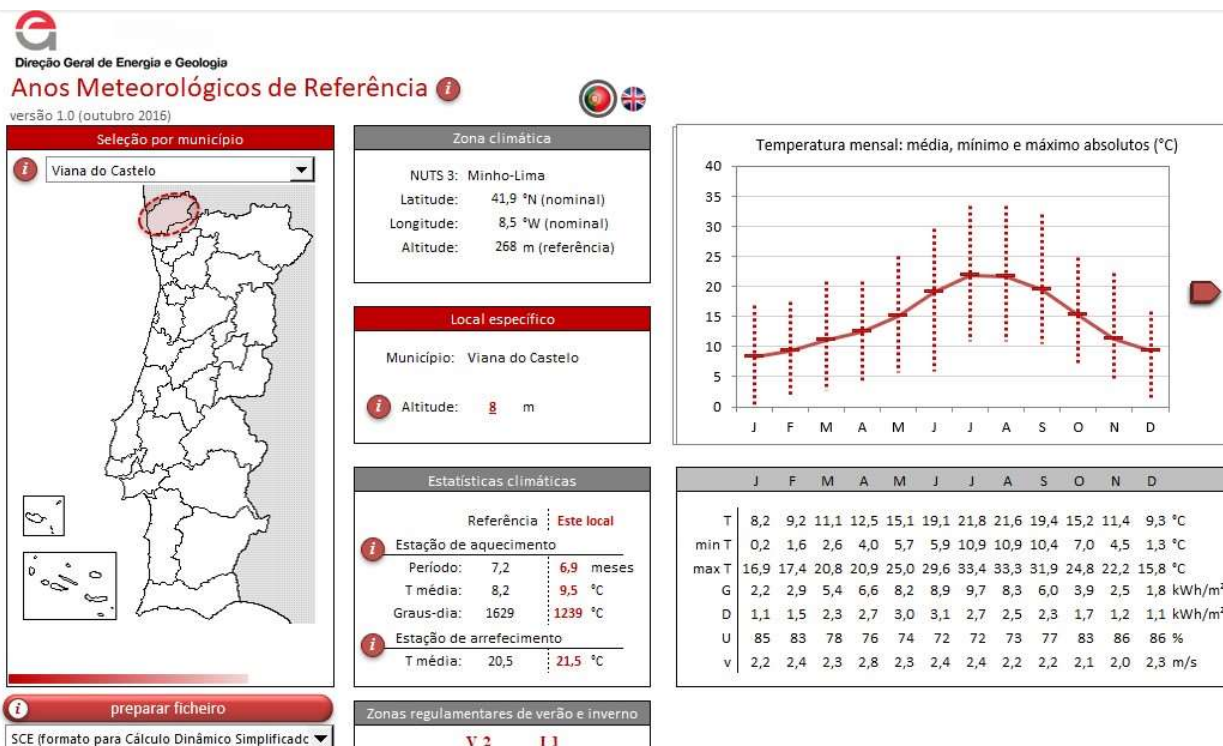 Direção Geral de Energia e Geologia
Anos Meteorológicos de Referência i
versão 1.0 (outubro 2016)
Seleção por município
i Viana do Castelo
Zona climática
NUTS 3: Minho-Lima
Latitude: 41,9 °N (nominal)
Longitude: 8,5 °W (nominal)
Altitude: 268 m (referência)
Local específico
Município: Viana do Castelo
i Altitude: 8 m
Estatísticas climáticas
Referência Este local
i Estação de aquecimento
Período: 7,2 6,9 meses
T média: 8,2 9,5 °C
Graus-dia: 1629 1239 °C
i Estação de arrefecimento
T média: 20,5 21,5 °C
Temperatura mensal: média, mínimo e máximo absolutos (°C)
40
35
30
25
20
15
10
5
0
J F M A M J J A S O N D
J F M A M J J A S O N D
T 8,2 9,2 11,1 12,5 15,1 19,1 21,8 21,6 19,4 15,2 11,4 9,3 °C
min T 0,2 1,6 2,6 4,0 5,7 5,9 10,9 10,9 10,4 7,0 4,5 1,3 °C
max T 16,9 17,4 20,8 20,9 25,0 29,6 33,4 33,3 31,9 24,8 22,2 15,8 °C
G 2,2 2,9 5,4 6,6 8,2 8,9 9,7 8,3 6,0 3,9 2,5 1,8 kWh/m²
D 1,1 1,5 2,3 2,7 3,0 3,1 2,7 2,5 2,3 1,7 1,2 1,1 kWh/m²
U 85 83 78 76 74 72 72 73 77 83 86 86 %
v 2,2 2,4 2,3 2,8 2,3 2,4 2,4 2,2 2,2 2,1 2,0 2,3 m/s
i preparar ficheiro
SCE (formato para Cálculo Dinâmico Simplificado
Zonas regulamentares de verão e inverno
V 2 I 1